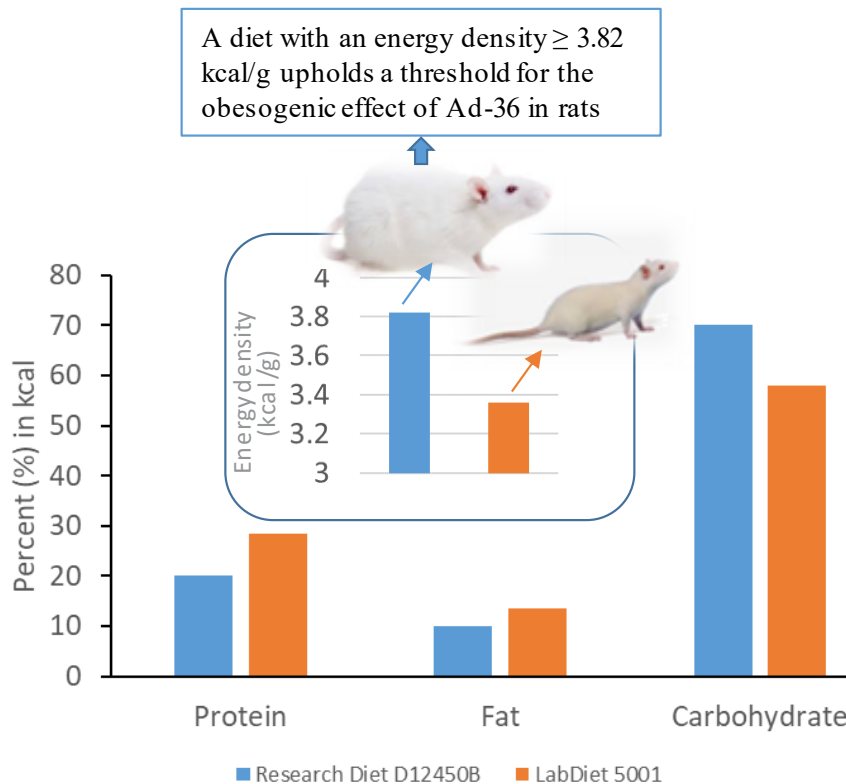 A diet with an energy density ≥ 3.82
kcal/g upholds a threshold for the
obesogenic effect of Ad-36 in rats
80
70
60
50
40
30
20
10
0
Percent (%) in kcal
4
3.8
3.6
3.4
3.2
3
Energy density
(kcal/g)
Protein Fat Carbohydrate
Research Diet D12450B LabDiet 5001